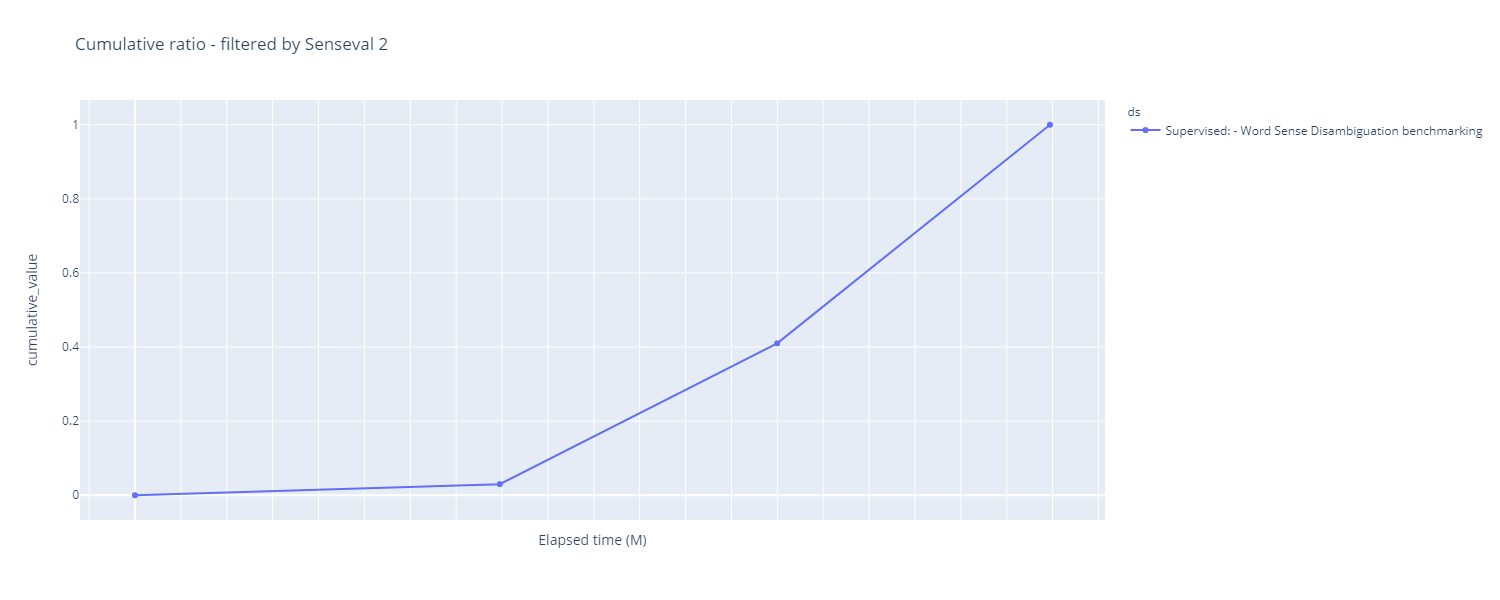 Cumulative ratio - filtered by Senseval 2
ds
Supervised: - Word Sense Disambiguation benchmarking
1
0.8
0.6
0.4
0.2
0
cumulative_value
Elapsed time (M)